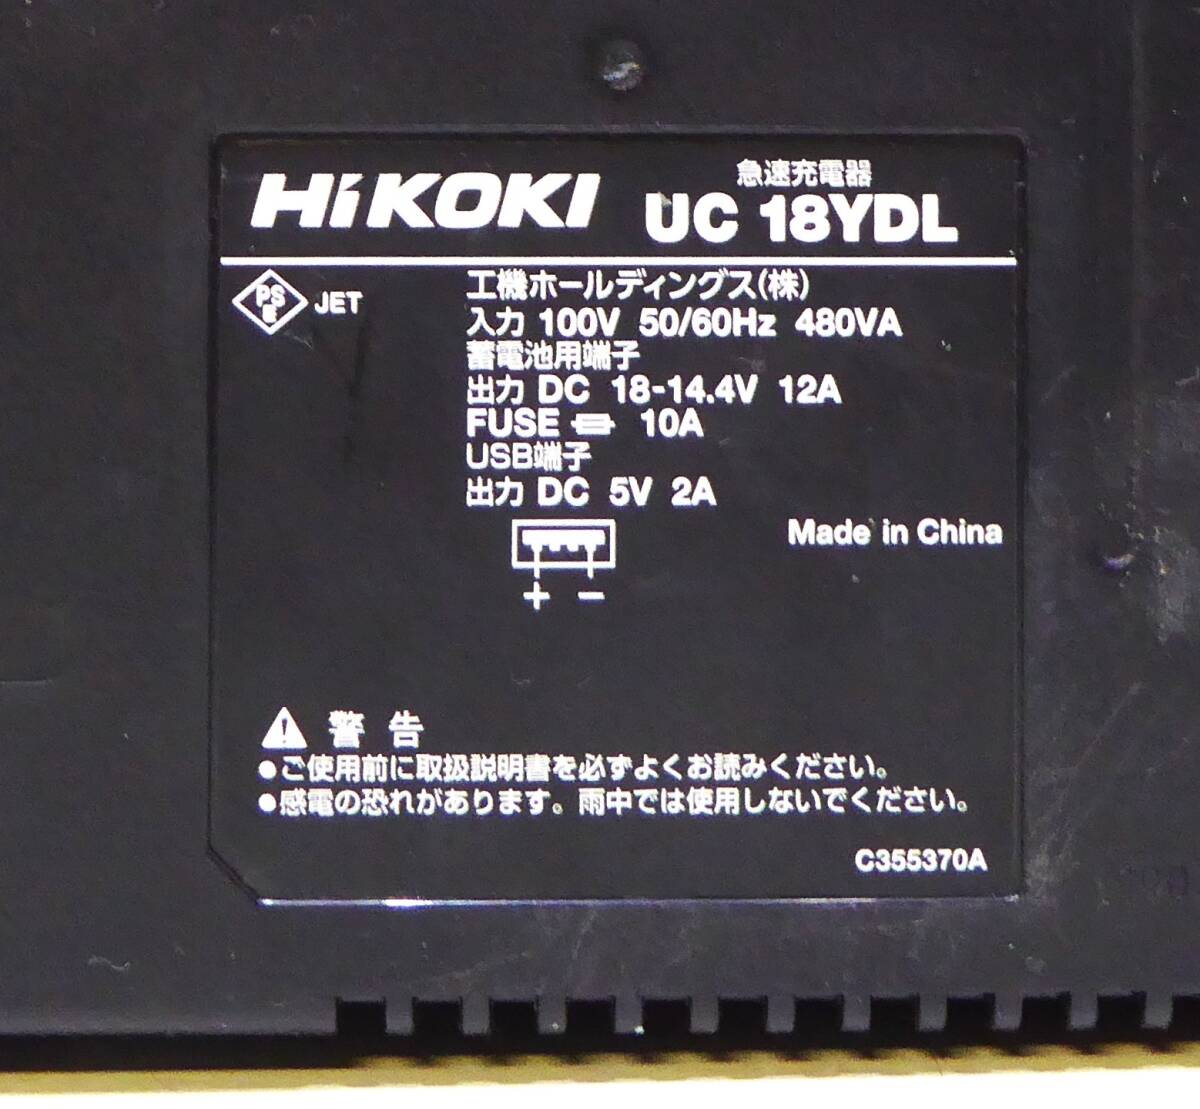 HiKOKI
急速充電器
UC 18YDL
PS
E
JET
工機ホールディングス(株)
入力 100V 50/60Hz 480VA
蓄電池用端子
出力 DC 18-14.4V 12A
FUSE 10A
USB端子
出力 DC 5V 2A
Made in China
+ −
警告
●ご使用前に取扱説明書を必ずよくお読みください。
●感電の恐れがあります。雨中では使用しないでください。
C355370A